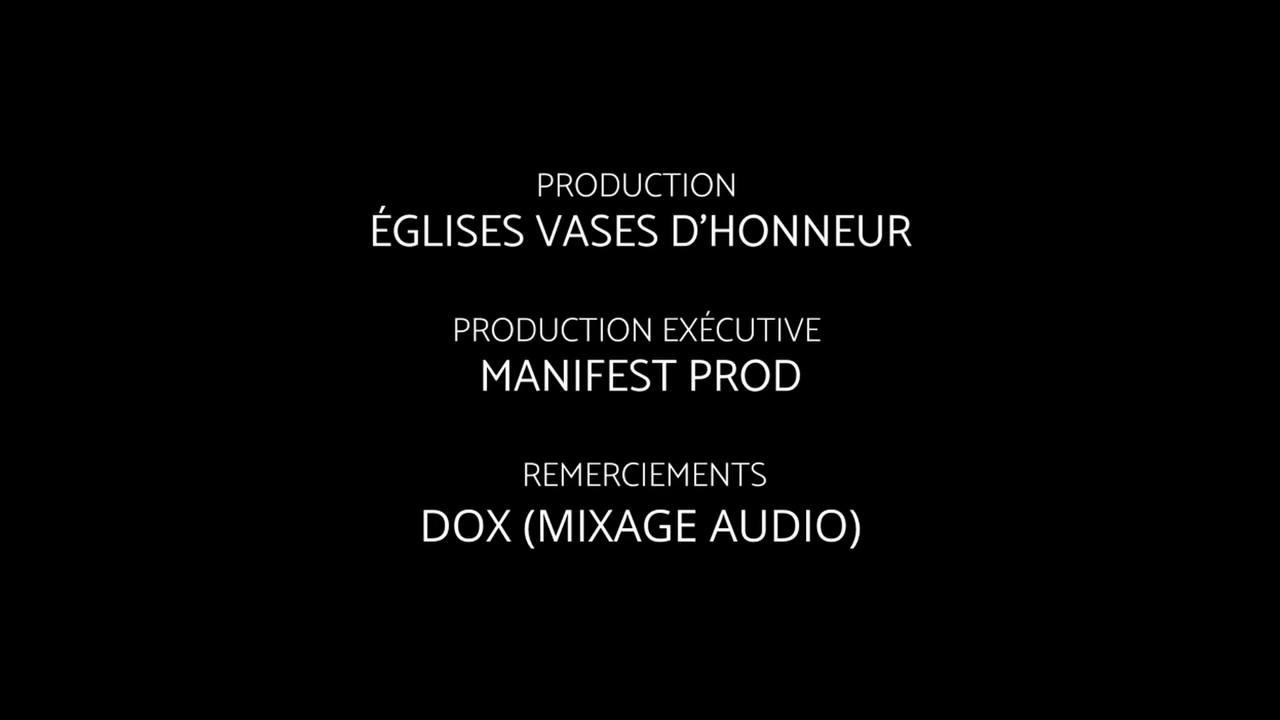 PRODUCTION
ÉGLISES VASES D’HONNEUR
PRODUCTION EXÉCUTIVE
MANIFEST PROD
REMERCIEMENTS
DOX (MIXAGE AUDIO)